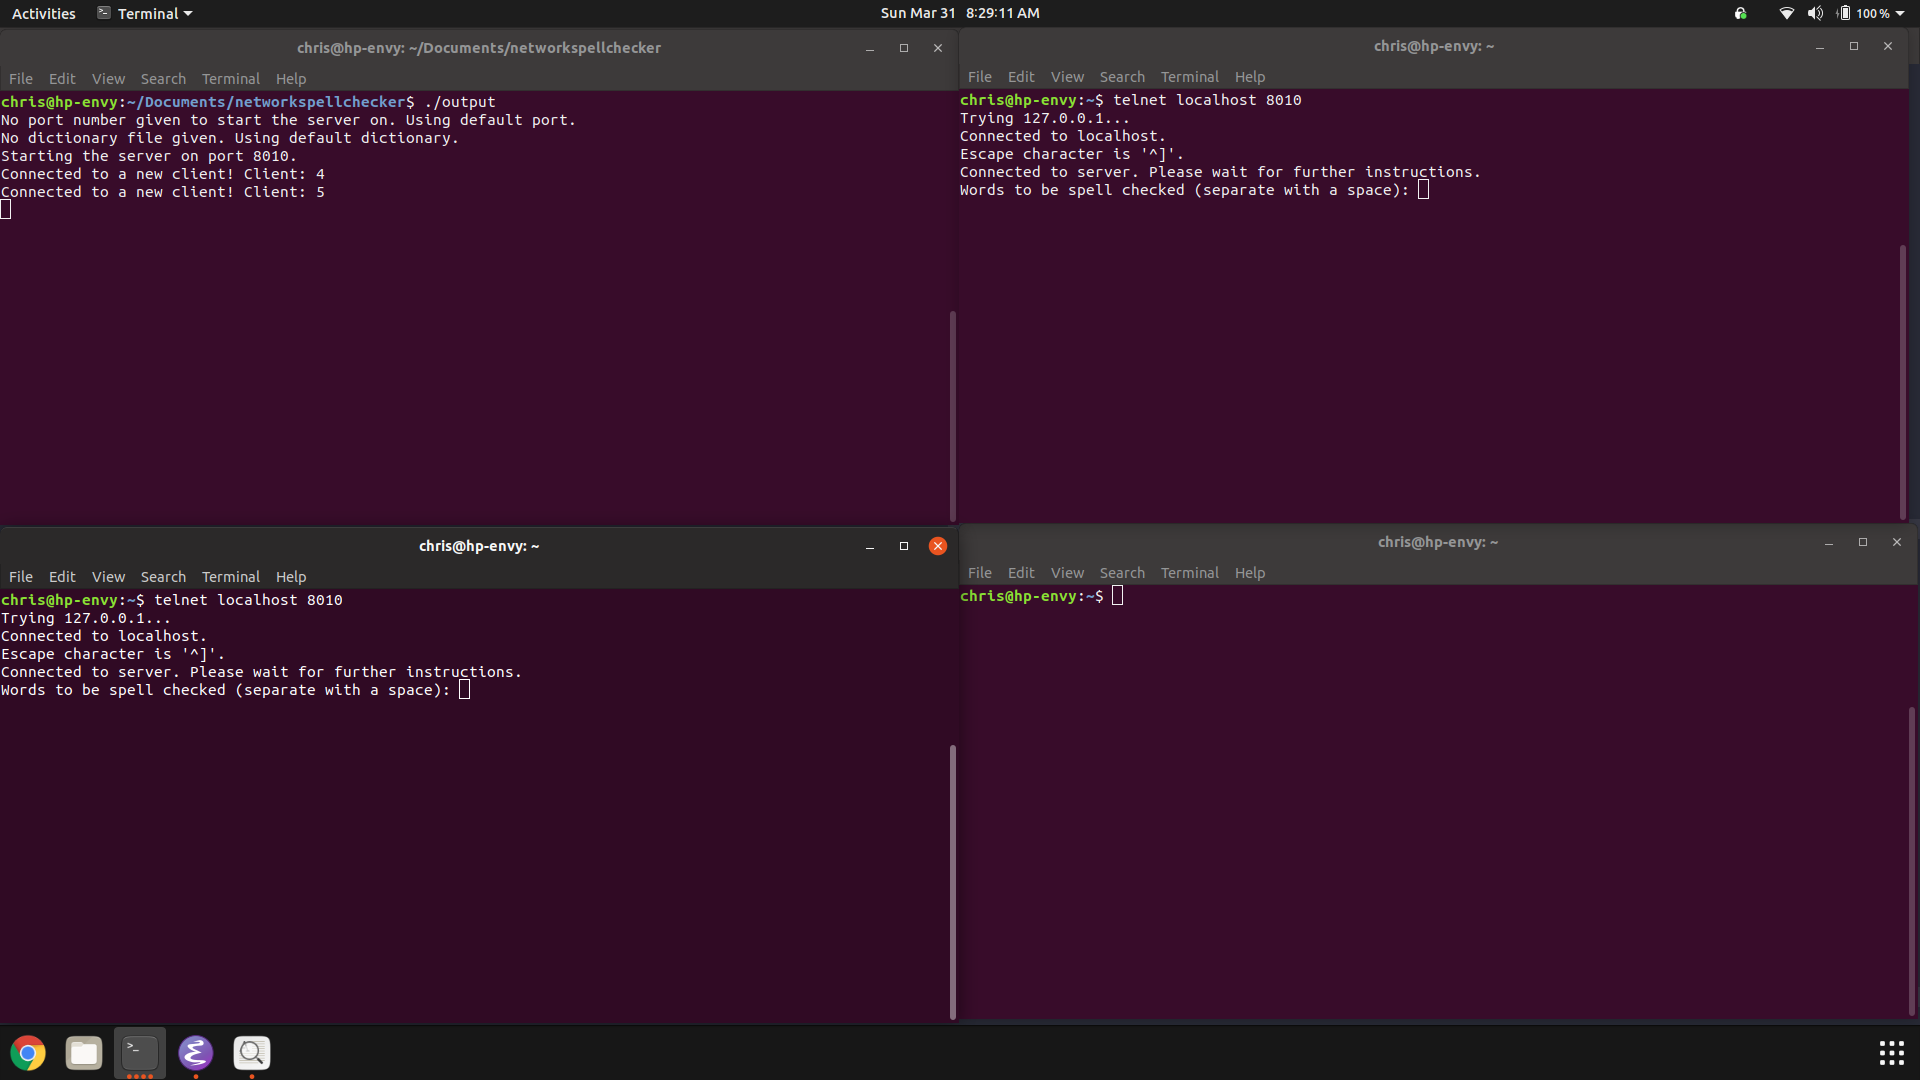 Activities Terminal Sun Mar 31 8:29:11 AM 100 %
chris@hp-envy: ~/Documents/networkspellchecker
File Edit View Search Terminal Help
chris@hp-envy:~/Documents/networkspellchecker$ ./output
No port number given to start the server on. Using default port.
No dictionary file given. Using default dictionary.
Starting the server on port 8010.
Connected to a new client! Client: 4
Connected to a new client! Client: 5
chris@hp-envy: ~
File Edit View Search Terminal Help
chris@hp-envy:~$ telnet localhost 8010
Trying 127.0.0.1...
Connected to localhost.
Escape character is '^]'.
Connected to server. Please wait for further instructions.
Words to be spell checked (separate with a space):
chris@hp-envy: ~
File Edit View Search Terminal Help
chris@hp-envy:~$ telnet localhost 8010
Trying 127.0.0.1...
Connected to localhost.
Escape character is '^]'.
Connected to server. Please wait for further instructions.
Words to be spell checked (separate with a space):
chris@hp-envy: ~
File Edit View Search Terminal Help
chris@hp-envy:~$